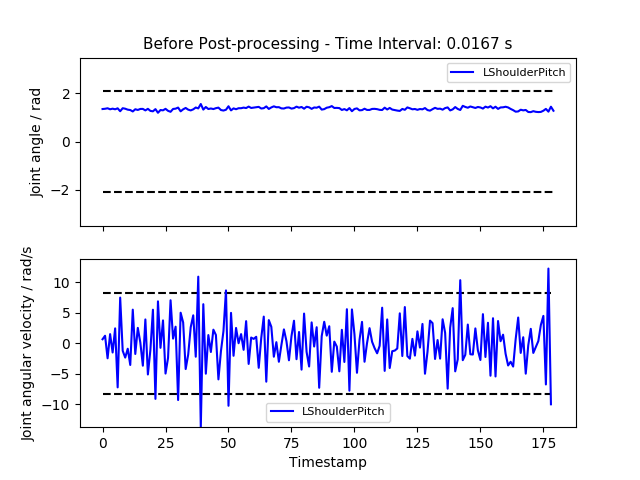 Before Post-processing - Time Interval: 0.0167 s
LShoulderPitch
Joint angle / rad
2
0
−2
Joint angular velocity / rad/s
10
5
0
−5
−10
LShoulderPitch
0 25 50 75 100 125 150 175
Timestamp